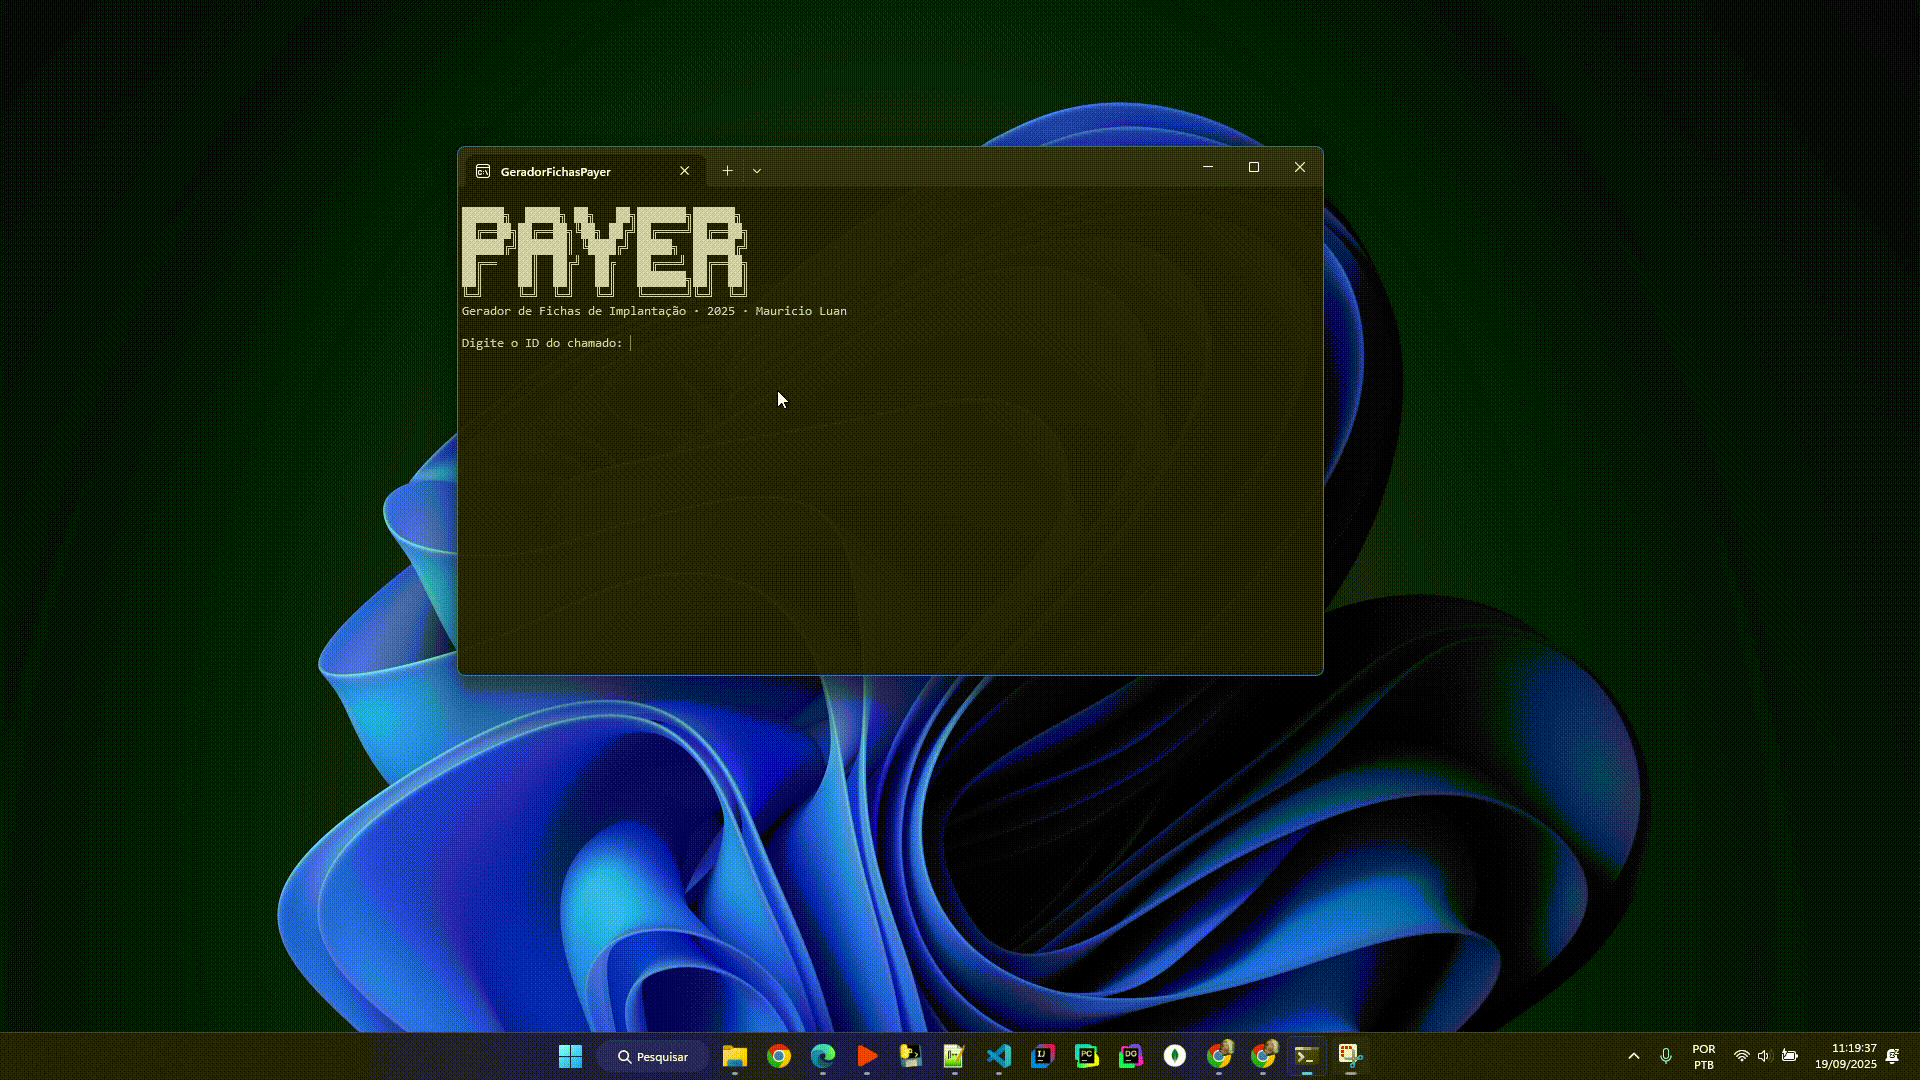 GeradorFichasPayer
PAYER
Gerador de Fichas de Implantação · 2025 · Mauricio Luan
Digite o ID do chamado:
Pesquisar
POR
PTB
11:19:37
19/09/2025